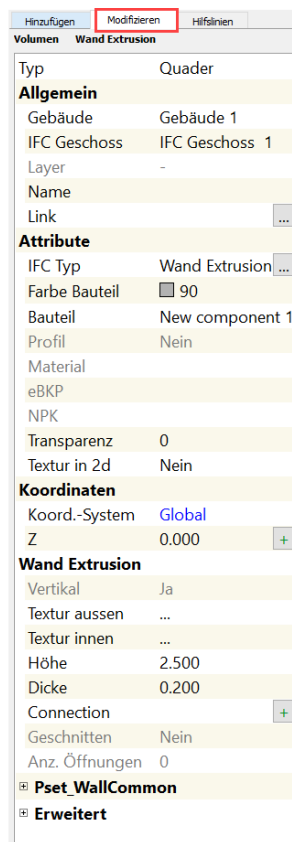 Hinzufügen Modifizieren Hilfslinien
Volumen Wand Extrusion
Typ Quader
Allgemein
Gebäude Gebäude 1
IFC Geschoss IFC Geschoss 1
Layer -
Name
Link ...
Attribute
IFC Typ Wand Extrusion ...
Farbe Bauteil 90
Bauteil New component 1
Profil Nein
Material
eBKP
NPK
Transparenz 0
Textur in 2d Nein
Koordinaten
Koord.-System Global
Z 0.000 +
Wand Extrusion
Vertikal Ja
Textur aussen ...
Textur innen ...
Höhe 2.500
Dicke 0.200
Connection +
Geschnitten Nein
Anz. Öffnungen 0
Pset_WallCommon
Erweitert